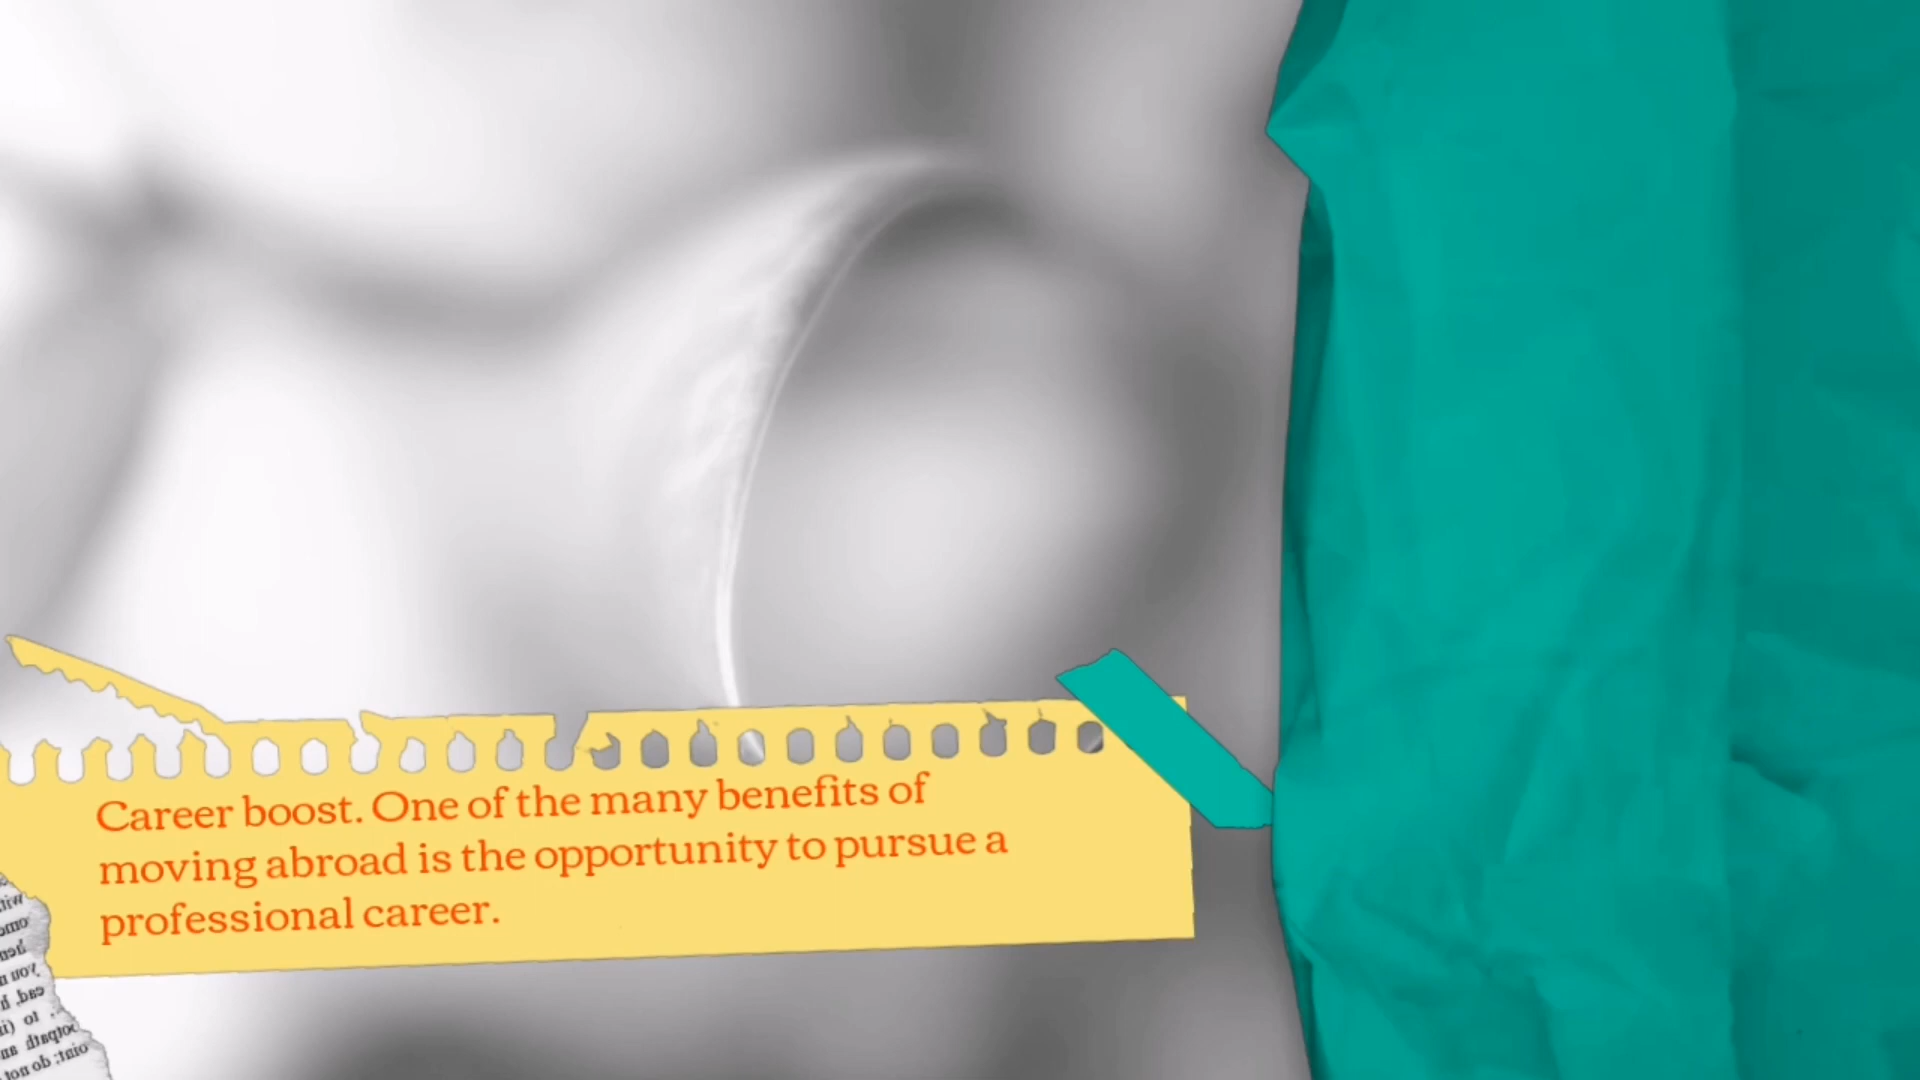 Career boost. One of the many benefits of
moving abroad is the opportunity to pursue a
professional career.